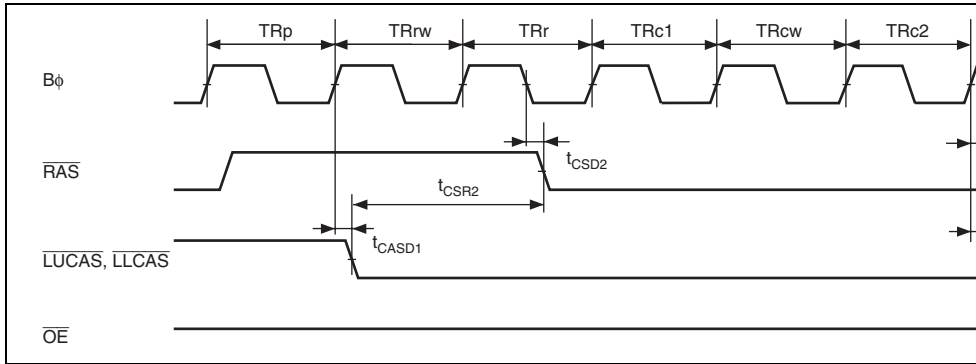 TRp TRrw TRr TRc1 TRcw TRc2
Bϕ
RAS
tCSD2
tCSR2
LUCAS, LLCAS
tCASD1
OE